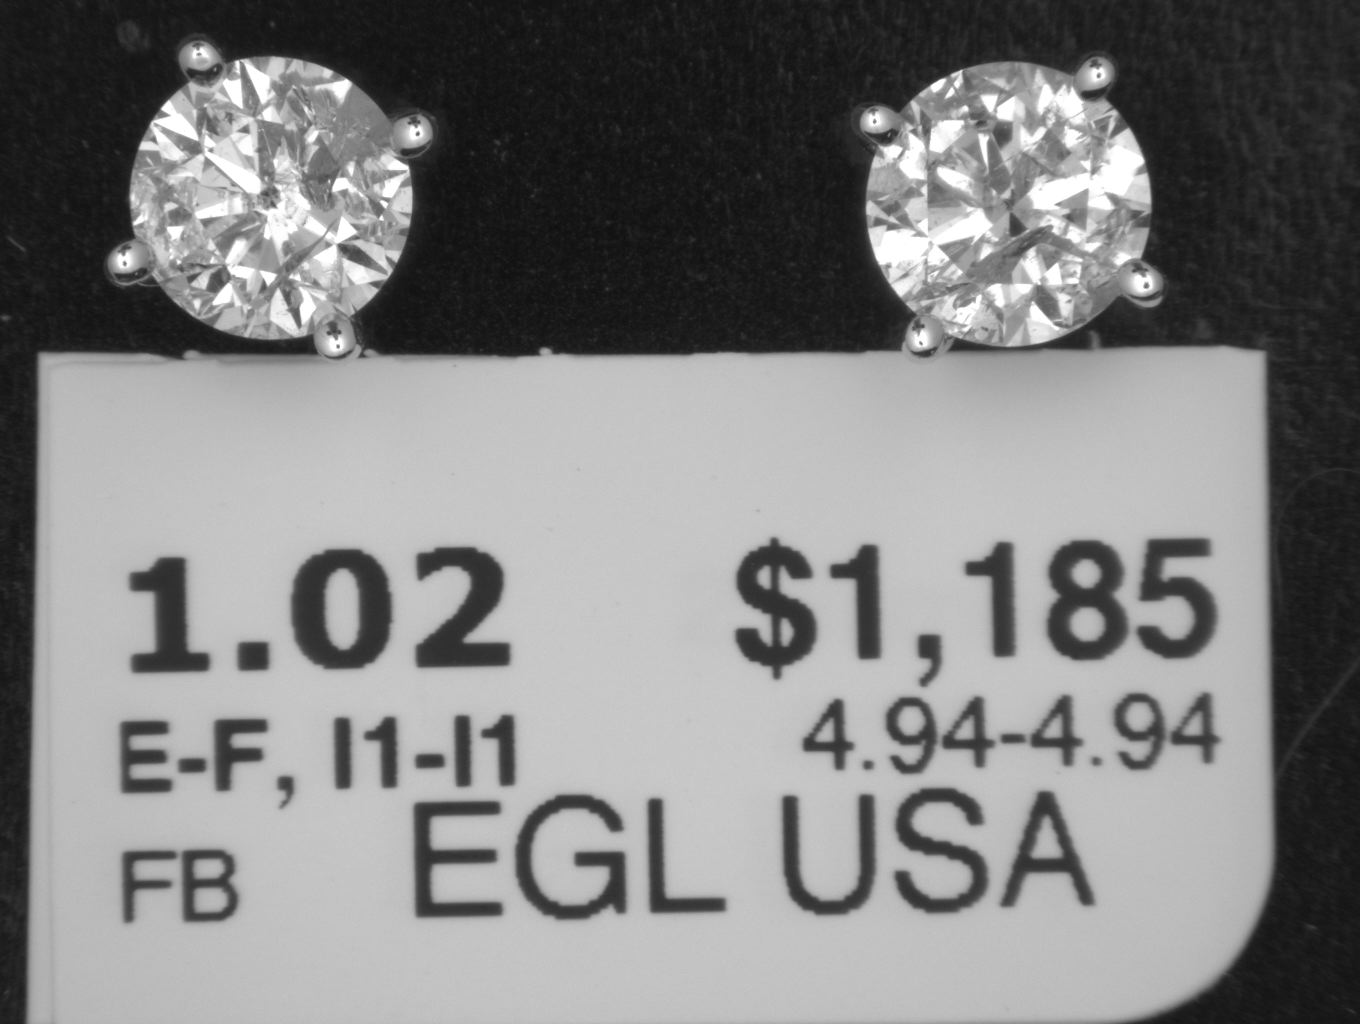 1.02 $1,185
E-F, I1-I1 4.94-4.94
FB EGL USA